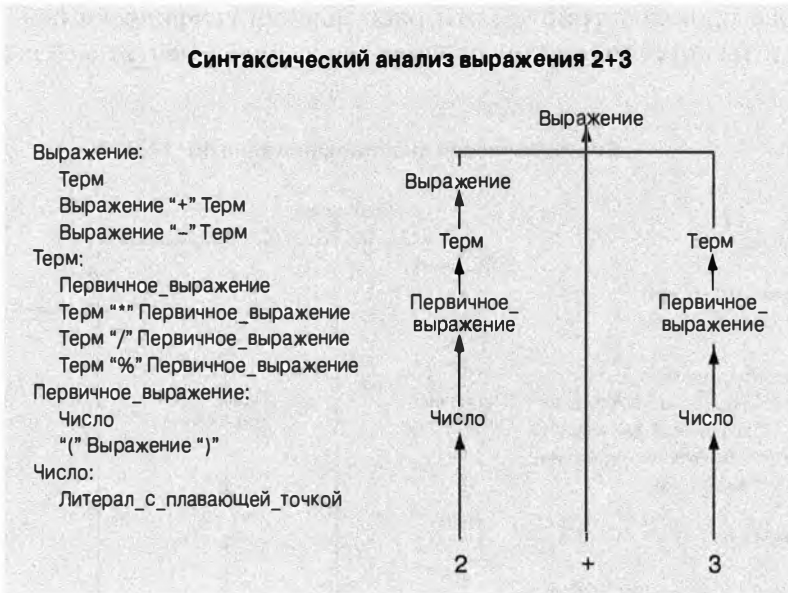 Синтаксический анализ выражения 2+3
Выражение:
Терм
Выражение “+” Терм
Выражение “–” Терм
Терм:
Первичное_выражение
Терм “*” Первичное_выражение
Терм “/” Первичное_выражение
Терм “%” Первичное_выражение
Первичное_выражение:
Число
“(” Выражение “)”
Число:
Литерал_с_плавающей_точкой
Выражение
Выражение
Терм
Терм
Первичное_
выражение
Первичное_
выражение
Число
Число
2
+
3